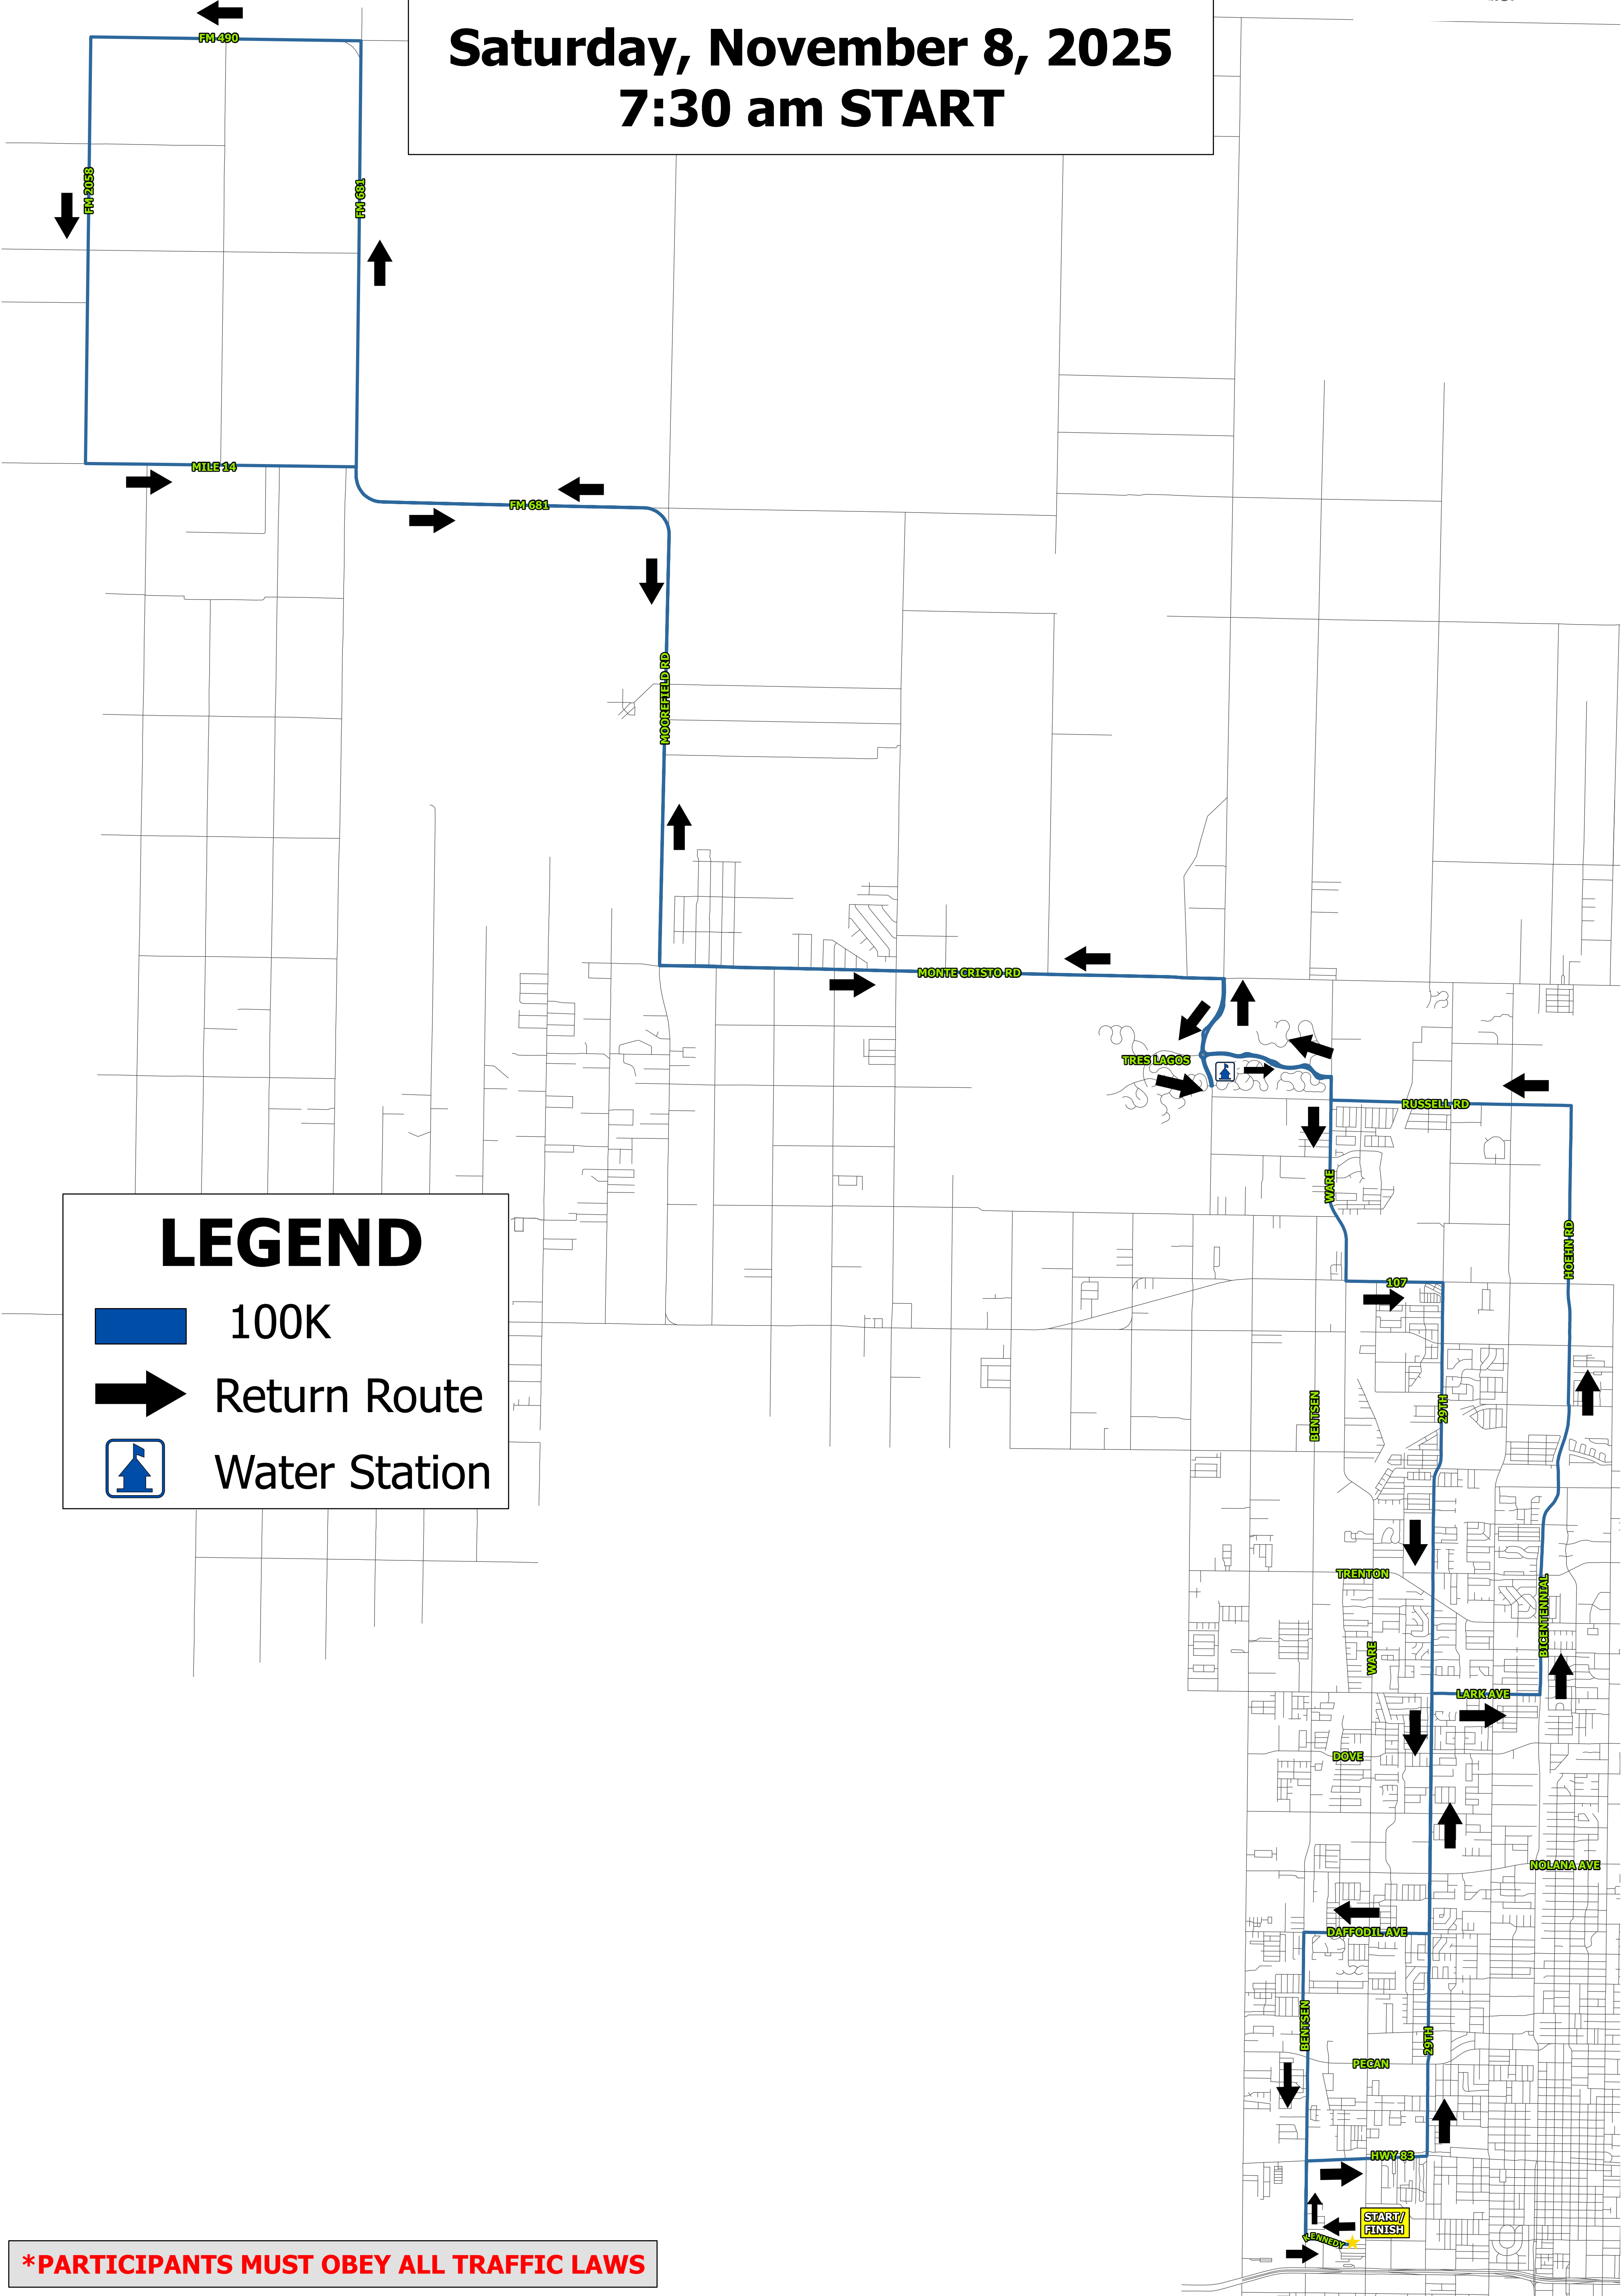 Saturday, November 8, 2025
7:30 am START
FM 490
FM 2058
FM 681
MILE 14
FM 681
MOOREFIELD RD
MONTE CRISTO RD
TRES LAGOS
RUSSELL RD
WARE
HOEHN RD
107
LEGEND
100K
Return Route
Water Station
BENTSEN
29TH
TRENTON
BICENTENNIAL
WARE
LARK AVE
DOVE
NOLANA AVE
DAFFODIL AVE
BENTSEN
29TH
PECAN
HWY 83
START/
FINISH
KENNEDY
*PARTICIPANTS MUST OBEY ALL TRAFFIC LAWS